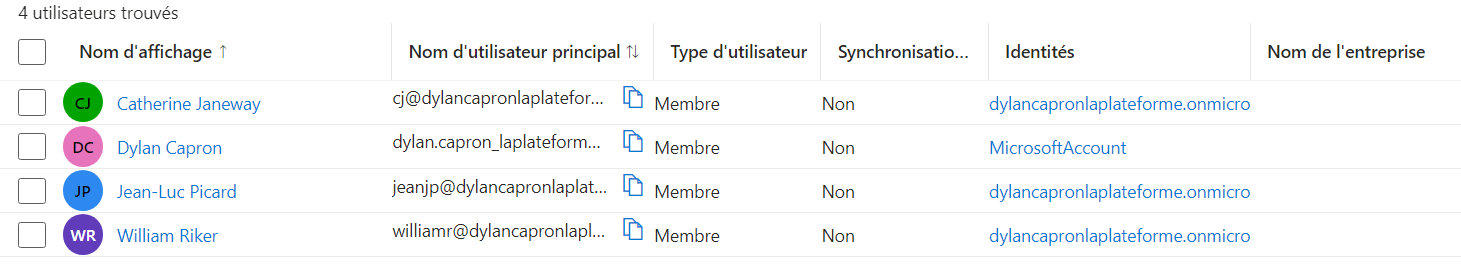 4 utilisateurs trouvés
Nom d'affichage ↑ Nom d'utilisateur principal ↑↓ Type d'utilisateur Synchronisatio... Identités Nom de l'entreprise
CJ Catherine Janeway cj@dylancapronlaplatefor... Membre Non dylancapronlaplateforme.onmicro
DC Dylan Capron dylan.capron_laplateform... Membre Non MicrosoftAccount
JP Jean-Luc Picard jeanjp@dylancapronlaplat... Membre Non dylancapronlaplateforme.onmicro
WR William Riker williamr@dylancapronlapl... Membre Non dylancapronlaplateforme.onmicro